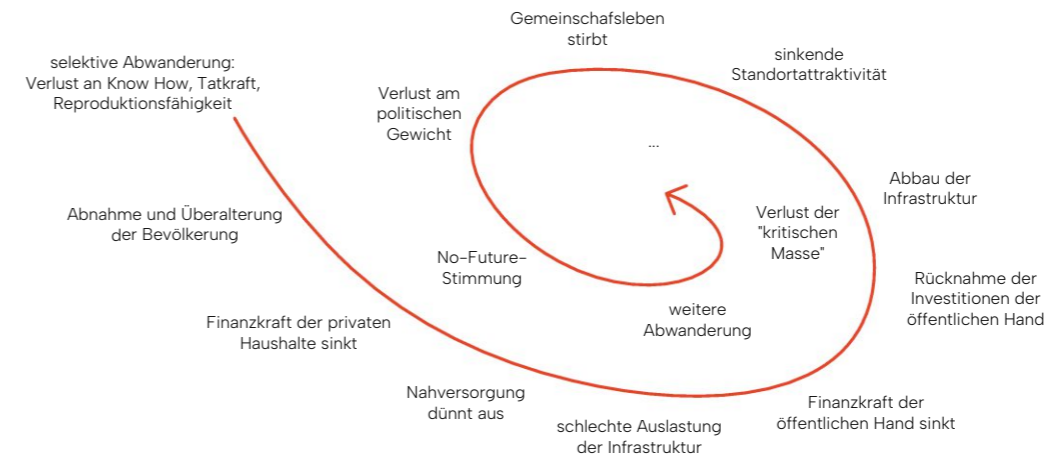 selektive Abwanderung:
Verlust an Know How, Tatkraft,
Reproduktionsfähigkeit
Abnahme und Überalterung
der Bevölkerung
Finanzkraft der privaten
Haushalte sinkt
Nahversorgung
dünnt aus
schlechte Auslastung
der Infrastruktur
Finanzkraft der
öffentlichen Hand sinkt
Rücknahme der
Investitionen der
öffentlichen Hand
Abbau der
Infrastruktur
sinkende
Standortattraktivität
Gemeinschafsleben
stirbt
Verlust am
politischen
Gewicht
No-Future-
Stimmung
weitere
Abwanderung
Verlust der
"kritischen
Masse"
...